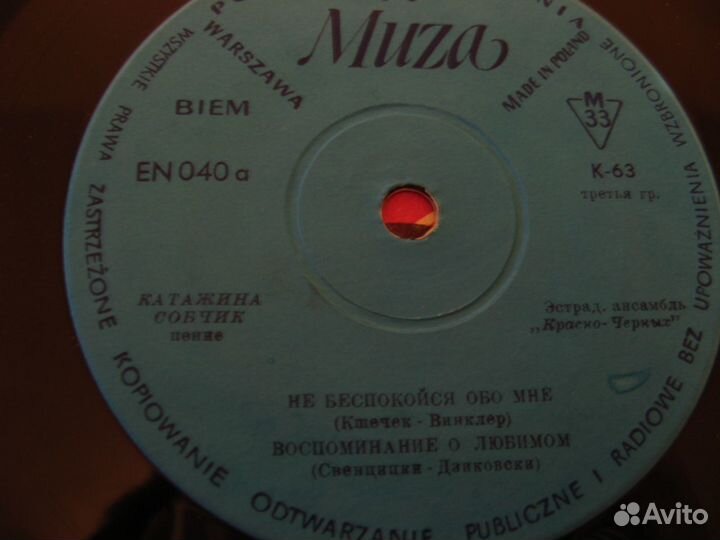 Muza
WARSZAWA
MADE IN POLAND
BIEM
M
33
EN 040 a
K-63
третья гр.
КАТАЖИНА
СОБЧИК
пение
Эстрад. ансамбль
„Красно-Черных"
НЕ БЕСПОКОЙСЯ ОБО МНЕ
(Кшечек - Винклер)
ВОСПОМИНАНИЕ О ЛЮБИМОМ
(Свенцицки - Дзиковски)
WSZYSTKIE PRAWA ZASTRZEŻONE KOPIOWANIE ODTWARZANIE PUBLICZNE I RADIOWE BEZ UPOWAŻNIENIA WZBRONIONE
Avito